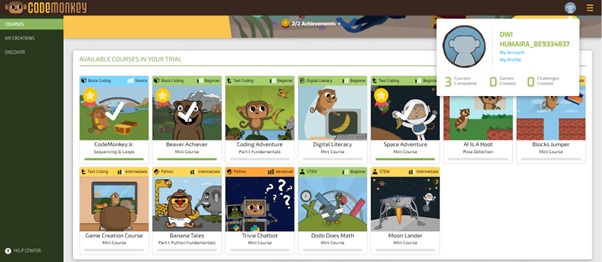 CODEMONKEY
COURSES
MY CREATIONS
DISCOVER
2/2 Achievements
DWI
HUMAIRA_BE9334837
My Account
My Profile
3 Courses Completed
0 Games Created
0 Challenges Created
AVAILABLE COURSES IN YOUR TRIAL
Block Coding Novice
CodeMonkey Jr.
Sequencing & Loops
Block Coding Beginner
Beaver Achiever
Mini Course
Text Coding Beginner
Coding Adventure
Part I: Fundamentals
Digital Literacy Beginner
Digital Literacy
Mini Course
Text Coding Beginner
Space Adventure
Mini Course
AI Is A Hoot
Pose Detection
Blocks Jumper
Mini Course
Text Coding Intermediate
Game Creation Course
Mini Course
Python Intermediate
Banana Tales
Part I: Python Fundamentals
Python Advanced
Trivia Chatbot
Mini Course
STEM Beginner
Dodo Does Math
Mini Course
STEM Intermediate
Moon Lander
Mini Course
HELP CENTER